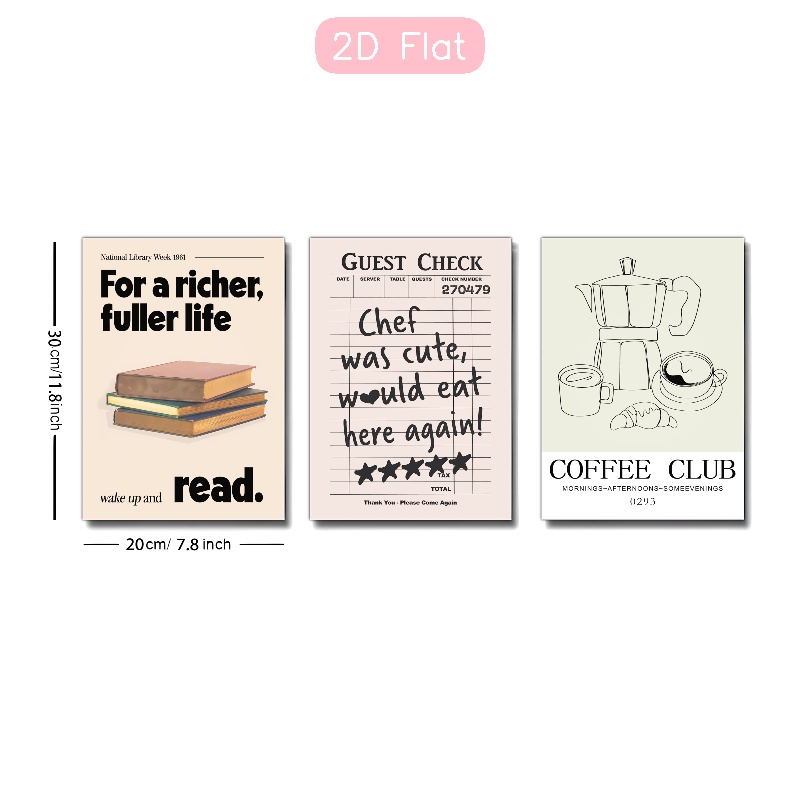 2D Flat
National Library Week 1961
For a richer,
fuller life
wake up and read.
30cm/11.8inch
20cm/ 7.8 inch
GUEST CHECK
DATE SERVER TABLE GUESTS CHECK NUMBER
270479
Chef
was cute,
would eat
here again!
TAX
TOTAL
Thank You - Please Come Again
COFFEE CLUB
MORNINGS-AFTERNOONS-SOMEEVENINGS
0293